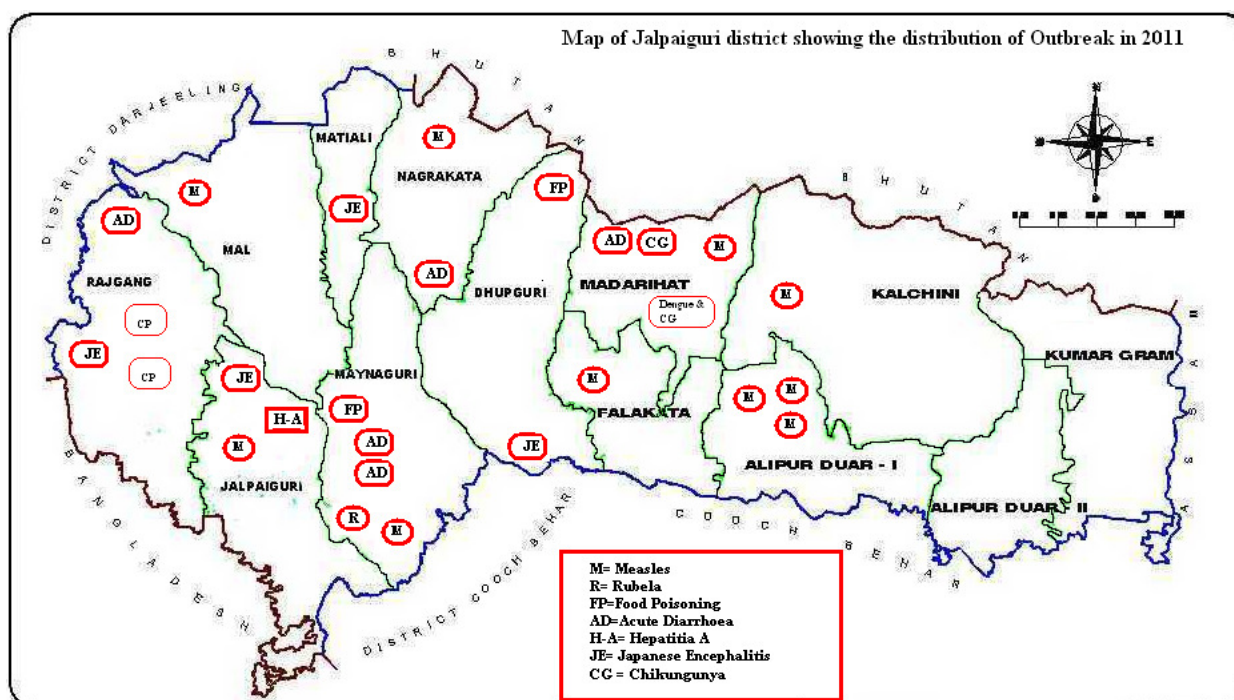 Map of Jalpaiguri district showing the distribution of Outbreak in 2011
DISTRICT DARJEELING
BHUTAN
BHUTAN
MATIALI
M
NAGRAKATA
FP
M
AD
JE
MAL
AD
CG
M
RAJGANG
AD
DHUPGURI
MADARIHAT
KALCHINI
M
Dengue &
CG
CP
JE
CP
KUMAR GRAM
JE
MAYNAGURI
M
M
M
FALAKATA
M
FP
H-A
M
AD
JE
AD
JALPAIGURI
ALIPUR DUAR - I
R
M
ALIPUR DUAR - II
BANGLADESH
DISTRICT COOCH BEHAR
COOCH BEHAR
ASSAM
M= Measles
R= Rubela
FP=Food Poisoning
AD=Acute Diarrhoea
H-A= Hepatitia A
JE= Japanese Encephalitis
CG = Chikungunya